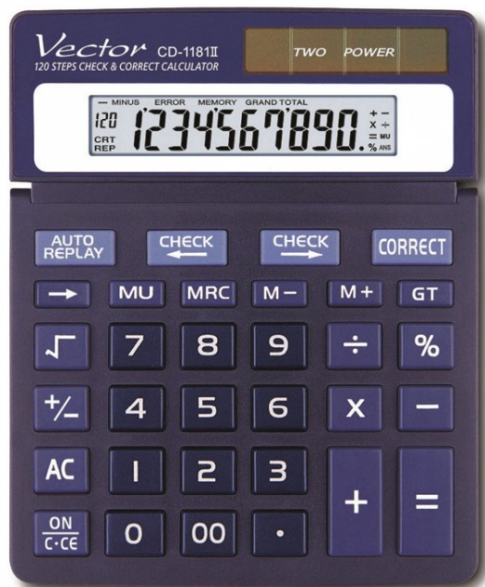 Vector CD-1181II
TWO POWER
120 STEPS CHECK & CORRECT CALCULATOR
— MINUS ERROR MEMORY GRAND TOTAL
120 1234567890. + −
CRT × ÷
REP = MU
% ANS
AUTO REPLAY CHECK ← CHECK → CORRECT
→ MU MRC M− M+ GT
√ 7 8 9 ÷ %
+/− 4 5 6 X −
AC 1 2 3 + =
ON
C·CE 0 00 ·